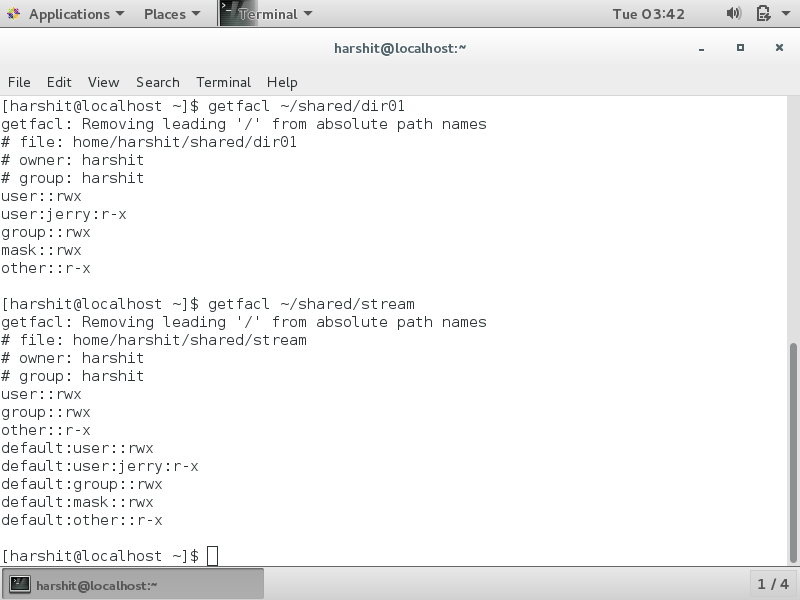 Applications Places Terminal Tue 03:42
harshit@localhost:~
File Edit View Search Terminal Help
[harshit@localhost ~]$ getfacl ~/shared/dir01
getfacl: Removing leading '/' from absolute path names
# file: home/harshit/shared/dir01
# owner: harshit
# group: harshit
user::rwx
user:jerry:r-x
group::rwx
mask::rwx
other::r-x
[harshit@localhost ~]$ getfacl ~/shared/stream
getfacl: Removing leading '/' from absolute path names
# file: home/harshit/shared/stream
# owner: harshit
# group: harshit
user::rwx
group::rwx
other::r-x
default:user::rwx
default:user:jerry:r-x
default:group::rwx
default:mask::rwx
default:other::r-x
[harshit@localhost ~]$
harshit@localhost:~ 1 / 4